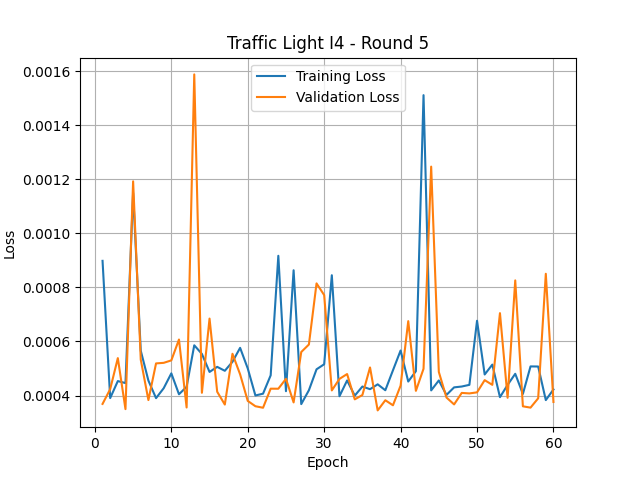 Traffic Light I4 - Round 5
Training Loss
Validation Loss
0.0016
0.0014
0.0012
0.0010
0.0008
0.0006
0.0004
Loss
0 10 20 30 40 50 60
Epoch